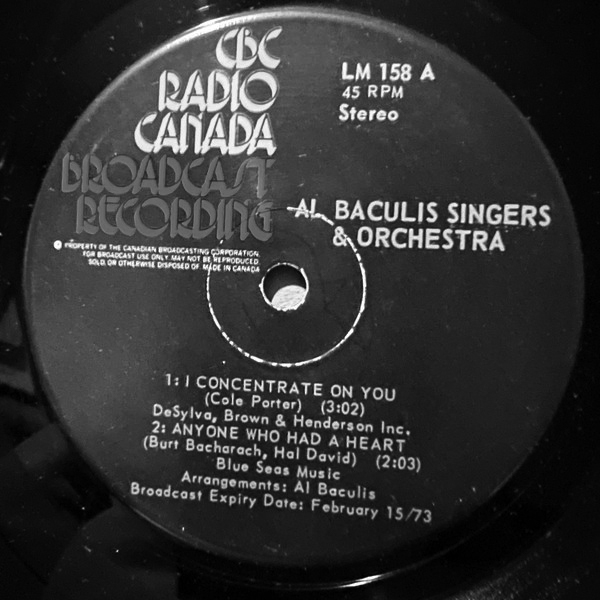 CBC
RADIO
CANADA
BROADCAST
RECORDING
LM 158 A
45 RPM
Stereo
AL BACULIS SINGERS
& ORCHESTRA
PROPERTY OF THE CANADIAN BROADCASTING CORPORATION.
FOR BROADCAST USE ONLY. MAY NOT BE REPRODUCED
SOLD, OR OTHERWISE DISPOSED OF. MADE IN CANADA
1: I CONCENTRATE ON YOU
(Cole Porter) (3:02)
DeSylva, Brown & Henderson Inc.
2: ANYONE WHO HAD A HEART
(Burt Bacharach, Hal David) (2:03)
Blue Seas Music
Arrangements: Al Baculis
Broadcast Expiry Date: February 15/73